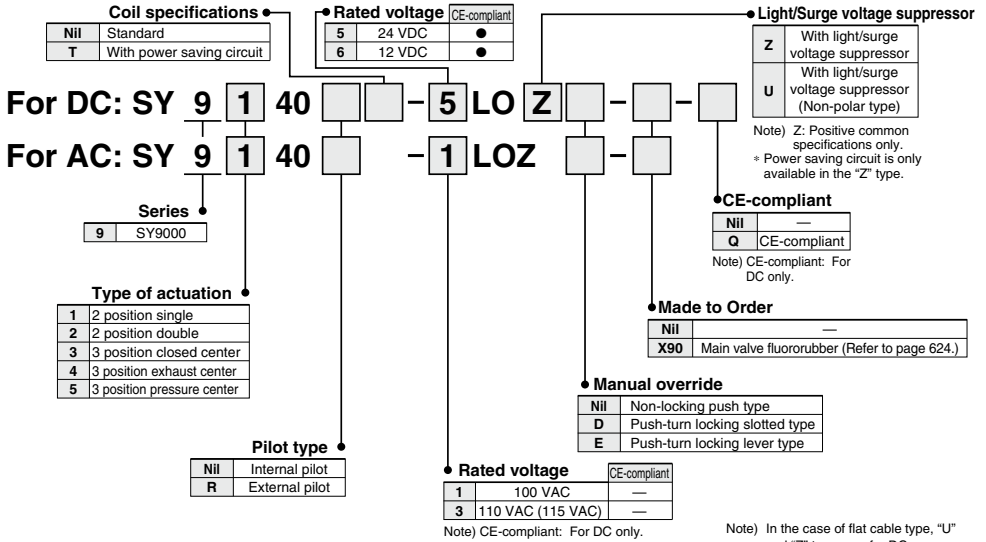 Coil specifications
Nil Standard
T With power saving circuit
Rated voltage CE-compliant
5 24 VDC ●
6 12 VDC ●
Light/Surge voltage suppressor
Z With light/surge
voltage suppressor
U With light/surge
voltage suppressor
(Non-polar type)
Note) Z: Positive common
specifications only.
* Power saving circuit is only
available in the “Z” type.
For DC: SY 9 1 40 – 5 LO Z – –
For AC: SY 9 1 40 – 1 LOZ –
Series
9 SY9000
CE-compliant
Nil —
Q CE-compliant
Note) CE-compliant: For
DC only.
Type of actuation
1 2 position single
2 2 position double
3 3 position closed center
4 3 position exhaust center
5 3 position pressure center
Made to Order
Nil —
X90 Main valve fluororubber (Refer to page 624.)
Manual override
Nil Non-locking push type
D Push-turn locking slotted type
E Push-turn locking lever type
Pilot type
Nil Internal pilot
R External pilot
Rated voltage CE-compliant
1 100 VAC —
3 110 VAC (115 VAC) —
Note) CE-compliant: For DC only.
Note) In the case of flat cable type, “U”